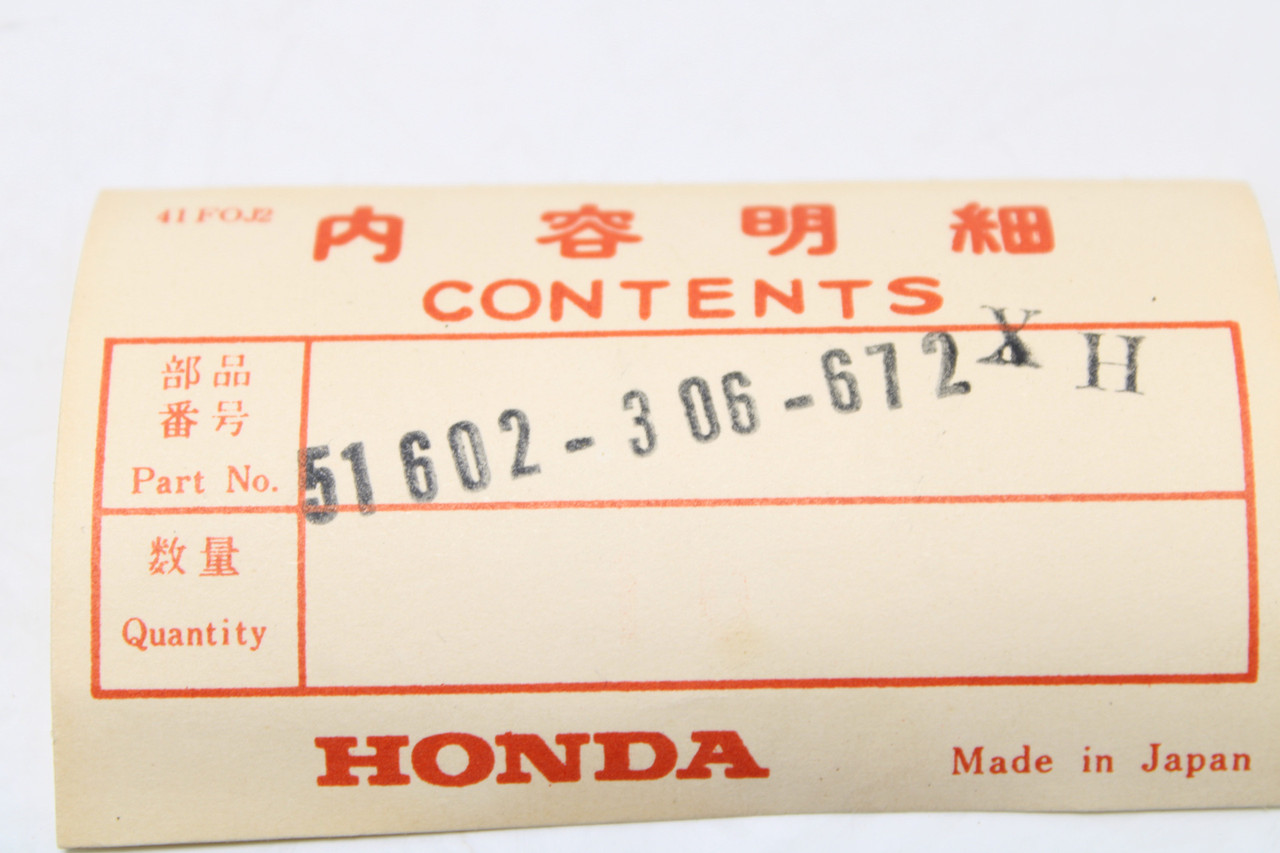 41FOJ2
内容明細
CONTENTS
部品
番号
Part No.
51602-306-672 X H
数量
Quantity
HONDA
Made in Japan